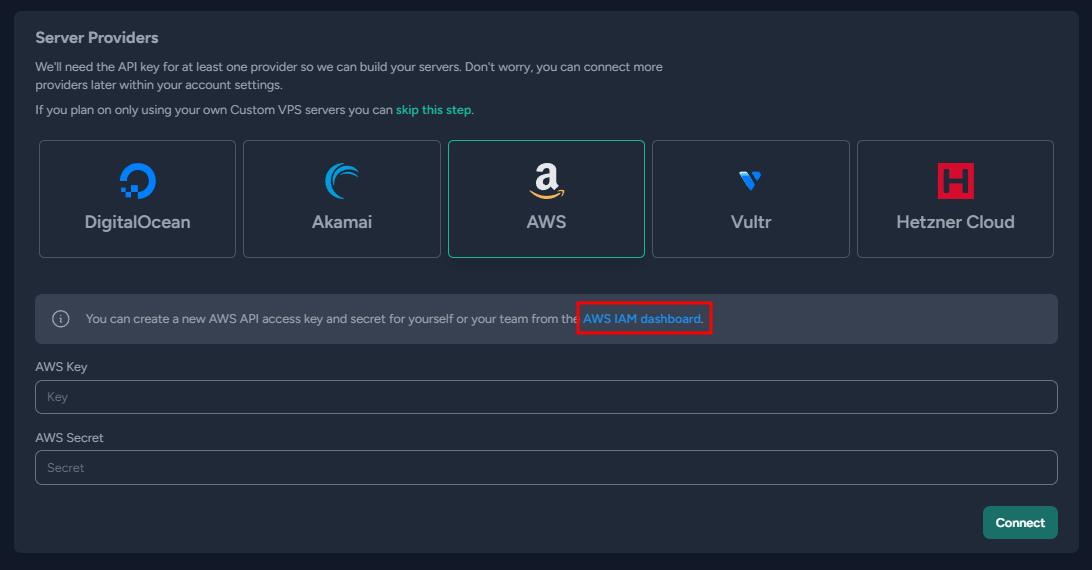 Server Providers
We'll need the API key for at least one provider so we can build your servers. Don't worry, you can connect more
providers later within your account settings.
If you plan on only using your own Custom VPS servers you can skip this step.
DigitalOcean
Akamai
AWS
Vultr
Hetzner Cloud
You can create a new AWS API access key and secret for yourself or your team from the AWS IAM dashboard.
AWS Key
Key
AWS Secret
Secret
Connect